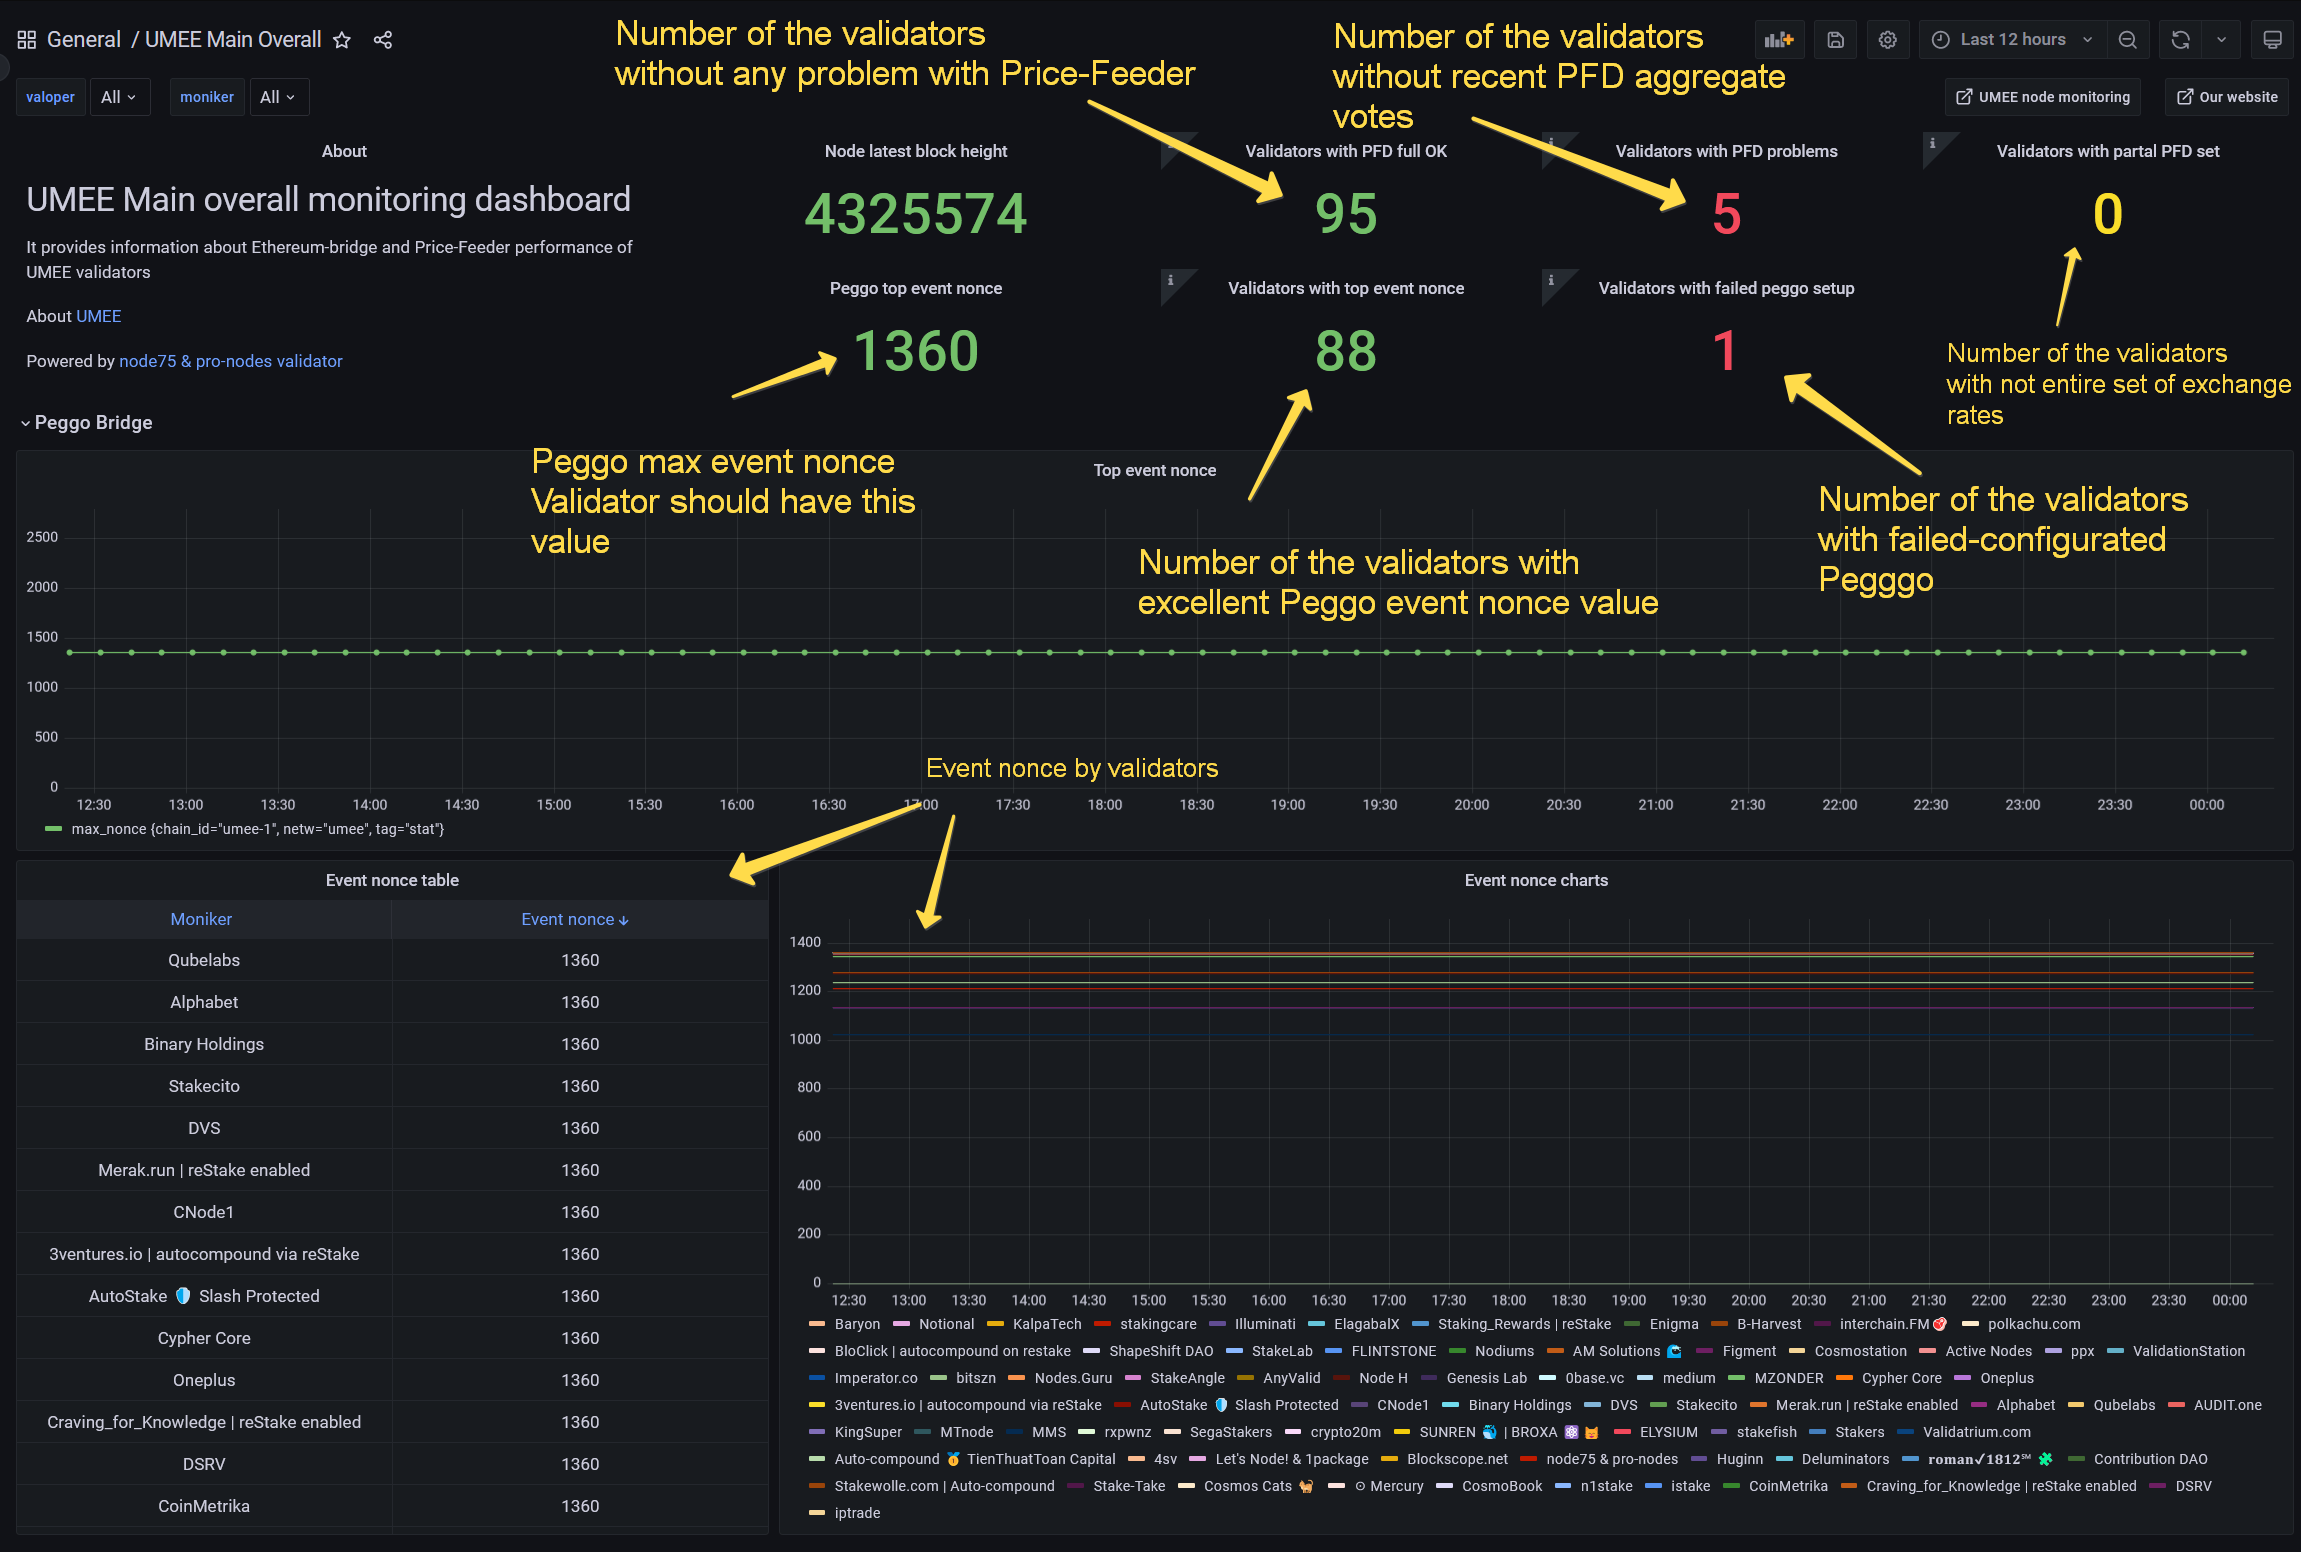 General / UMEE Main Overall
Last 12 hours
valoper All moniker All
UMEE node monitoring
Our website
Number of the validators
without any problem with Price-Feeder
Number of the validators
without recent PFD aggregate
votes
About
UMEE Main overall monitoring dashboard
It provides information about Ethereum-bridge and Price-Feeder performance of
UMEE validators
About UMEE
Powered by node75 & pro-nodes validator
Node latest block height
4325574
Validators with PFD full OK
95
Validators with PFD problems
5
Validators with partal PFD set
0
Peggo top event nonce
1360
Validators with top event nonce
88
Validators with failed peggo setup
1
Number of the validators
with not entire set of exchange
rates
Peggo Bridge
Peggo max event nonce
Validator should have this
value
Number of the validators with
excellent Peggo event nonce value
Number of the validators
with failed-configurated
Pegggo
Top event nonce
2500
2000
1500
1000
500
0
12:30 13:00 13:30 14:00 14:30 15:00 15:30 16:00 16:30 17:00 17:30 18:00 18:30 19:00 19:30 20:00 20:30 21:00 21:30 22:00 22:30 23:00 23:30 00:00
max_nonce {chain_id="umee-1", netw="umee", tag="stat"}
Event nonce by validators
Event nonce table
Moniker Event nonce
Qubelabs 1360
Alphabet 1360
Binary Holdings 1360
Stakecito 1360
DVS 1360
Merak.run | reStake enabled 1360
CNode1 1360
3ventures.io | autocompound via reStake 1360
AutoStake 🛡️ Slash Protected 1360
Cypher Core 1360
Oneplus 1360
Craving_for_Knowledge | reStake enabled 1360
DSRV 1360
CoinMetrika 1360
Event nonce charts
1400
1200
1000
800
600
400
200
0
12:30 13:00 13:30 14:00 14:30 15:00 15:30 16:00 16:30 17:00 17:30 18:00 18:30 19:00 19:30 20:00 20:30 21:00 21:30 22:00 22:30 23:00 23:30 00:00
Baryon Notional KalpaTech stakingcare Illuminati ElagabalX Staking_Rewards | reStake Enigma B-Harvest interchain.FM🥩 polkachu.com
BloClick | autocompound on restake ShapeShift DAO StakeLab FLINTSTONE Nodiums AM Solutions 🌊 Figment Cosmostation Active Nodes ppx ValidationStation
Imperator.co bitszn Nodes.Guru StakeAngle AnyValid Node H Genesis Lab 0base.vc medium MZONDER Cypher Core Oneplus
3ventures.io | autocompound via reStake AutoStake 🛡️ Slash Protected CNode1 Binary Holdings DVS Stakecito Merak.run | reStake enabled Alphabet Qubelabs AUDIT.one
KingSuper MTnode MMS rxpwnz SegaStakers crypto20m SUNREN 🐳 | BROXA ⚛️ 😼 ELYSIUM stakefish Stakers Validatrium.com
Auto-compound 🥇 TienThuatToan Capital 4sv Let's Node! & 1package Blockscope.net node75 & pro-nodes Huginn Deluminators 𝐫𝐨𝐦𝐚𝐧✓𝟏𝟖𝟏𝟐℠ 🧩 Contribution DAO
Stakewolle.com | Auto-compound Stake-Take Cosmos Cats 🐈 ⊙ Mercury CosmoBook n1stake istake CoinMetrika Craving_for_Knowledge | reStake enabled DSRV
iptrade